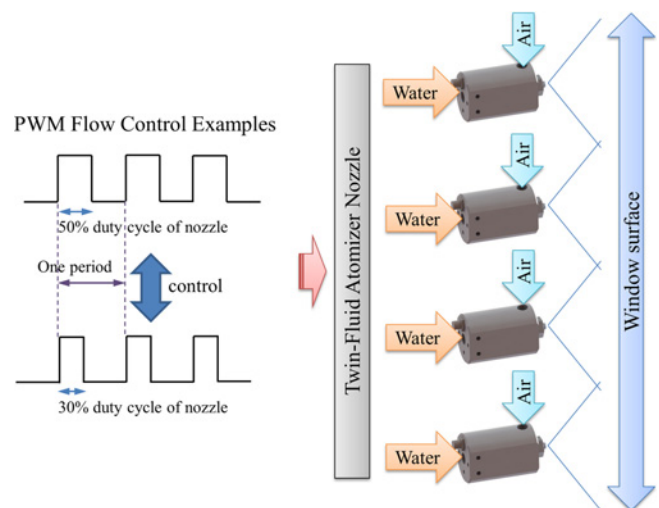 PWM Flow Control Examples
50% duty cycle of nozzle
One period
control
30% duty cycle of nozzle
Twin-Fluid Atomizer Nozzle
Air
Water
Air
Water
Air
Water
Air
Water
Window surface